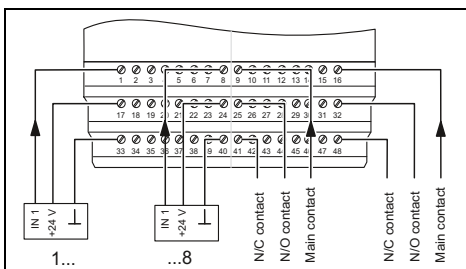 1 2 3 4 5 6 7 8 9 10 11 12 13 14 15 16
17 18 19 20 21 22 23 24 25 26 27 28 29 30 31 32
33 34 35 36 37 38 39 40 41 42 43 44 45 46 47 48
IN 1
+24 V
IN 1
+24 V
N/C contact
N/O contact
Main contact
N/C contact
N/O contact
Main contact
1...
...8